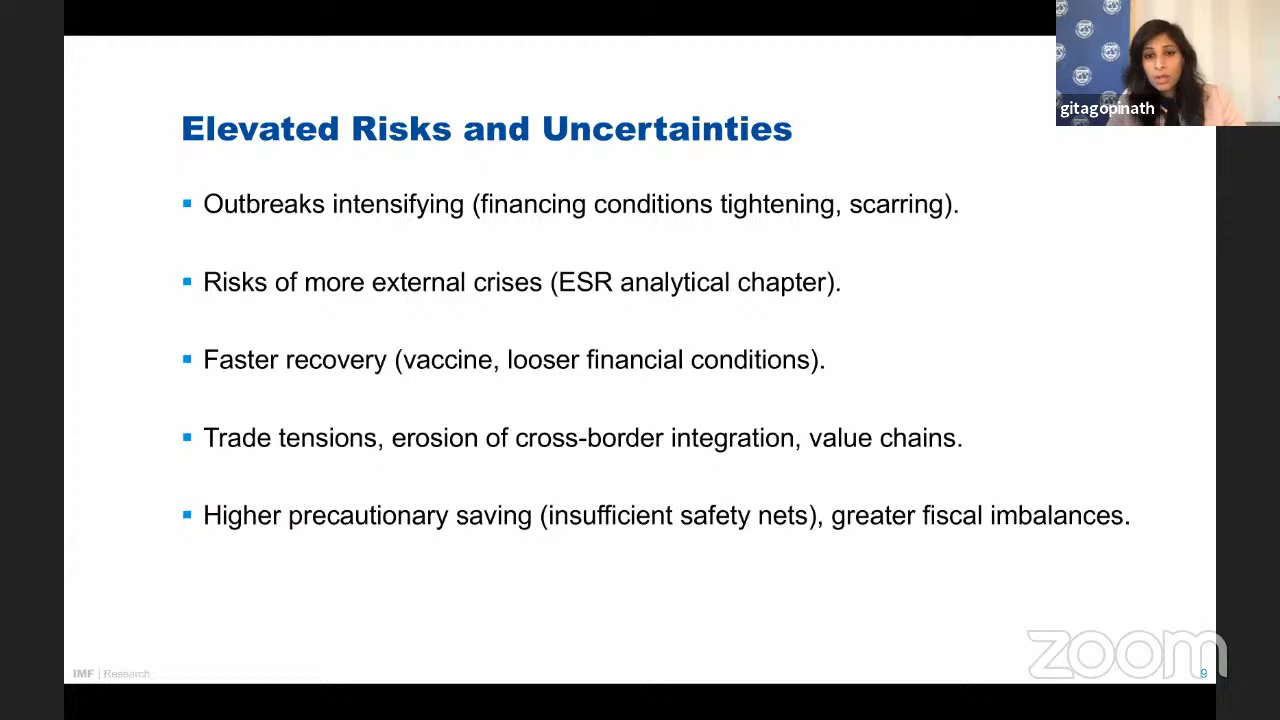 gitagopinath
Elevated Risks and Uncertainties
Outbreaks intensifying (financing conditions tightening, scarring).
Risks of more external crises (ESR analytical chapter).
Faster recovery (vaccine, looser financial conditions).
Trade tensions, erosion of cross-border integration, value chains.
Higher precautionary saving (insufficient safety nets), greater fiscal imbalances.
IMF | Research
zoom
9